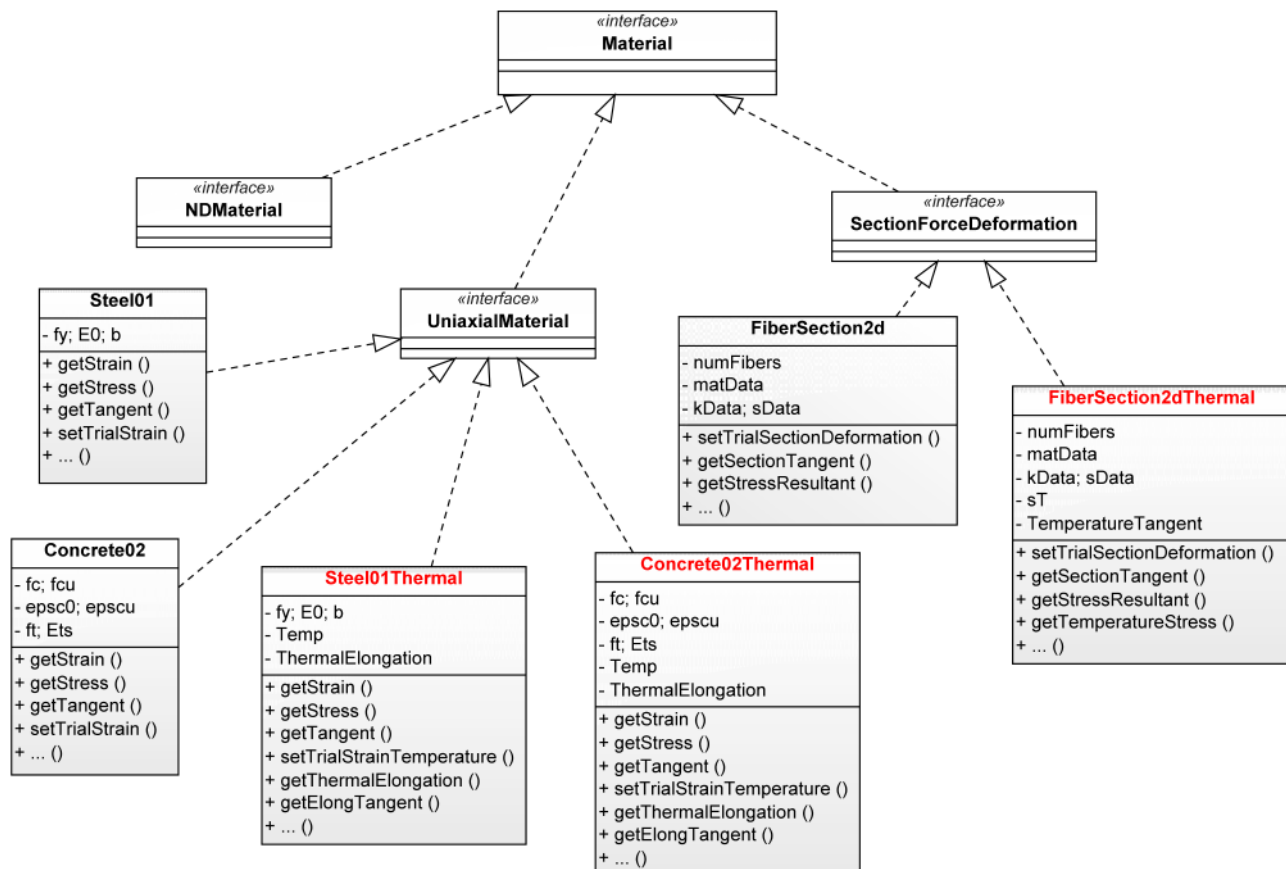 «interface»
Material
«interface»
NDMaterial
«interface»
SectionForceDeformation
Steel01
- fy; E0; b
+ getStrain ()
+ getStress ()
+ getTangent ()
+ setTrialStrain ()
+ ... ()
«interface»
UniaxialMaterial
FiberSection2d
- numFibers
- matData
- kData; sData
+ setTrialSectionDeformation ()
+ getSectionTangent ()
+ getStressResultant ()
+ ... ()
FiberSection2dThermal
- numFibers
- matData
- kData; sData
- sT
- TemperatureTangent
+ setTrialSectionDeformation ()
+ getSectionTangent ()
+ getStressResultant ()
+ getTemperatureStress ()
+ ... ()
Concrete02
- fc; fcu
- epsc0; epscu
- ft; Ets
+ getStrain ()
+ getStress ()
+ getTangent ()
+ setTrialStrain ()
+ ... ()
Steel01Thermal
- fy; E0; b
- Temp
- ThermalElongation
+ getStrain ()
+ getStress ()
+ getTangent ()
+ setTrialStrainTemperature ()
+ getThermalElongation ()
+ getElongTangent ()
+ ... ()
Concrete02Thermal
- fc; fcu
- epsc0; epscu
- ft; Ets
- Temp
- ThermalElongation
+ getStrain ()
+ getStress ()
+ getTangent ()
+ setTrialStrainTemperature ()
+ getThermalElongation ()
+ getElongTangent ()
+ ... ()